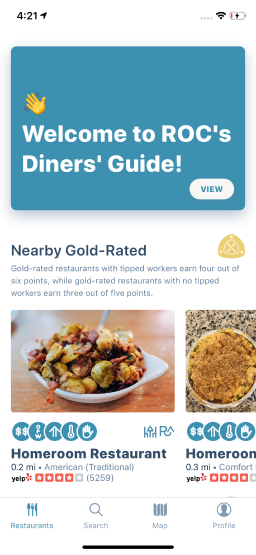 4:21
Welcome to ROC's
Diners' Guide!
VIEW
Nearby Gold-Rated
Gold-rated restaurants with tipped workers earn four out of
six points, while gold-rated restaurants with no tipped
workers earn three out of five points.
$$
$$
Homeroom Restaurant
Homeroom
0.2 mi • American (Traditional)
0.3 mi • Comfort
yelp (5259)
yelp
Restaurants
Search
Map
Profile